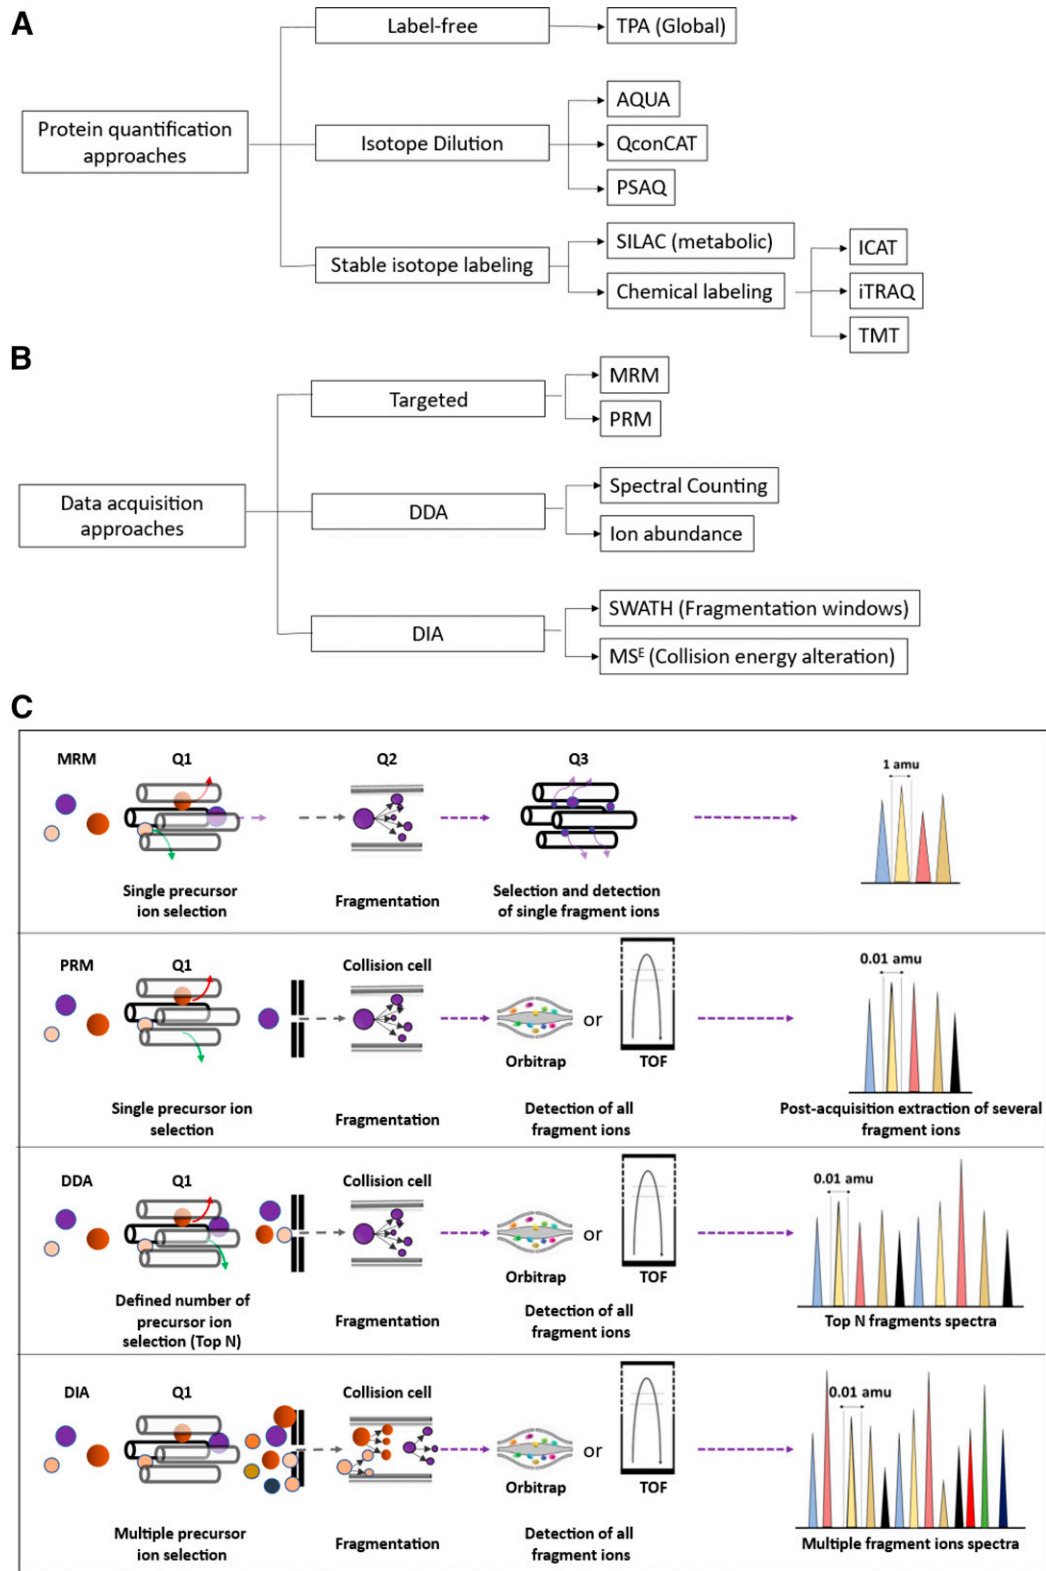 A
Label-free
TPA (Global)
Protein quantification
approaches
Isotope Dilution
AQUA
QconCAT
PSAQ
Stable isotope labeling
SILAC (metabolic)
Chemical labeling
ICAT
iTRAQ
TMT
B
Data acquisition
approaches
Targeted
MRM
PRM
DDA
Spectral Counting
Ion abundance
DIA
SWATH (Fragmentation windows)
MSᴱ (Collision energy alteration)
C
MRM
Q1
Q2
Q3
1 amu
Single precursor
ion selection
Fragmentation
Selection and detection
of single fragment ions
PRM
Q1
Collision cell
0.01 amu
or
Orbitrap
TOF
Single precursor ion
selection
Fragmentation
Detection of all
fragment ions
Post-acquisition extraction of several
fragment ions
DDA
Q1
Collision cell
0.01 amu
or
Orbitrap
TOF
Defined number of
precursor ion
selection (Top N)
Fragmentation
Detection of all
fragment ions
Top N fragments spectra
DIA
Q1
Collision cell
0.01 amu
or
Orbitrap
TOF
Multiple precursor
ion selection
Fragmentation
Detection of all
fragment ions
Multiple fragment ions spectra